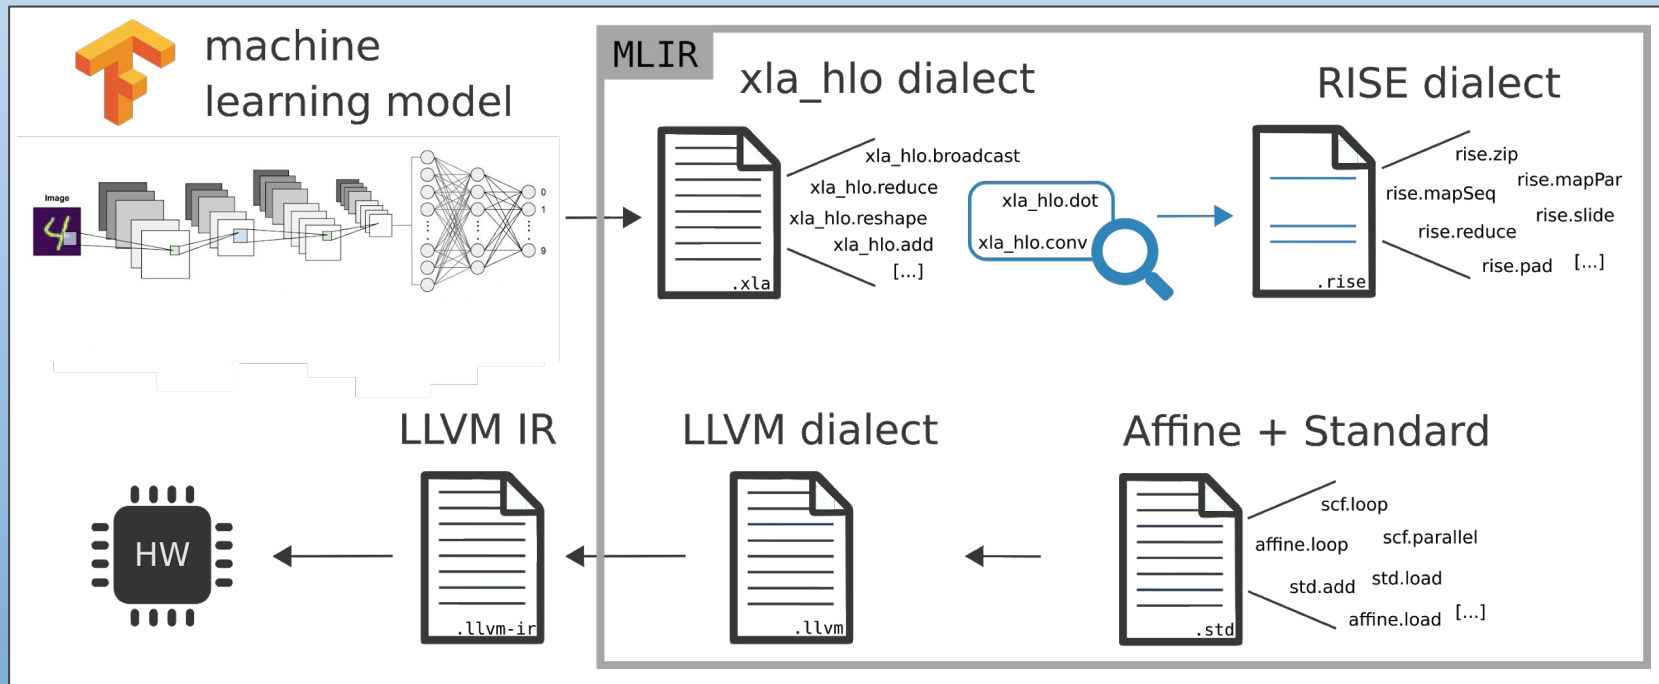 machine
learning model
Image
0
1
9
MLIR
xla_hlo dialect
xla_hlo.broadcast
xla_hlo.reduce
xla_hlo.reshape
xla_hlo.add
[...]
.xla
xla_hlo.dot
xla_hlo.conv
RISE dialect
rise.zip
rise.mapPar
rise.mapSeq
rise.slide
rise.reduce
rise.pad
[...]
.rise
LLVM IR
LLVM dialect
Affine + Standard
HW
.llvm-ir
.llvm
scf.loop
scf.parallel
affine.loop
std.load
std.add
[...]
affine.load
.std